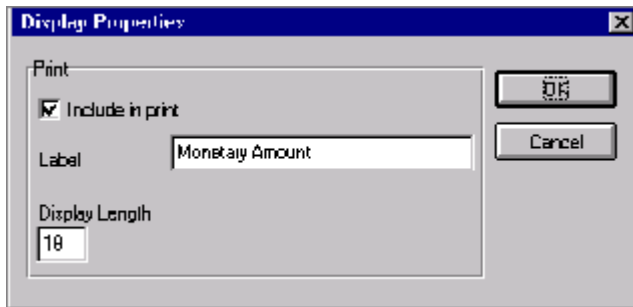 Display Properties
Print
OK
Include in print
Cancel
Label
Monetary Amount
Display Length
18